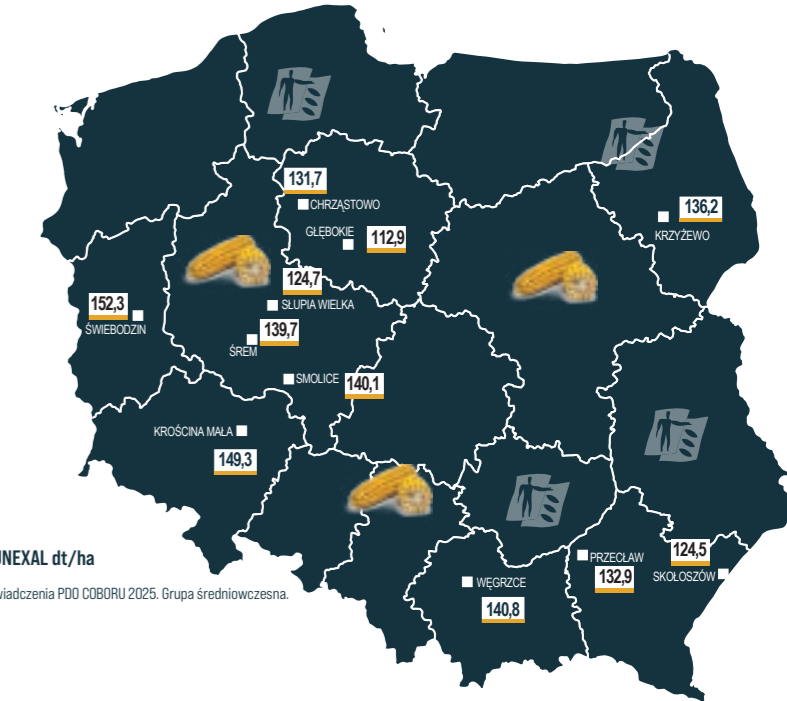 131,7
CHRZĄSTOWO
GŁĘBOKIE
112,9
136,2
KRZYŻEWO
124,7
SŁUPIA WIELKA
152,3
ŚWIEBODZIN
139,7
ŚREM
SMOLICE
140,1
KROŚCINA MAŁA
149,3
NEXAL dt/ha
wiadczenia PDO COBORU 2025. Grupa średniowczesna.
PRZECŁAW
132,9
124,5
SKOŁOSZÓW
WĘGRZCE
140,8